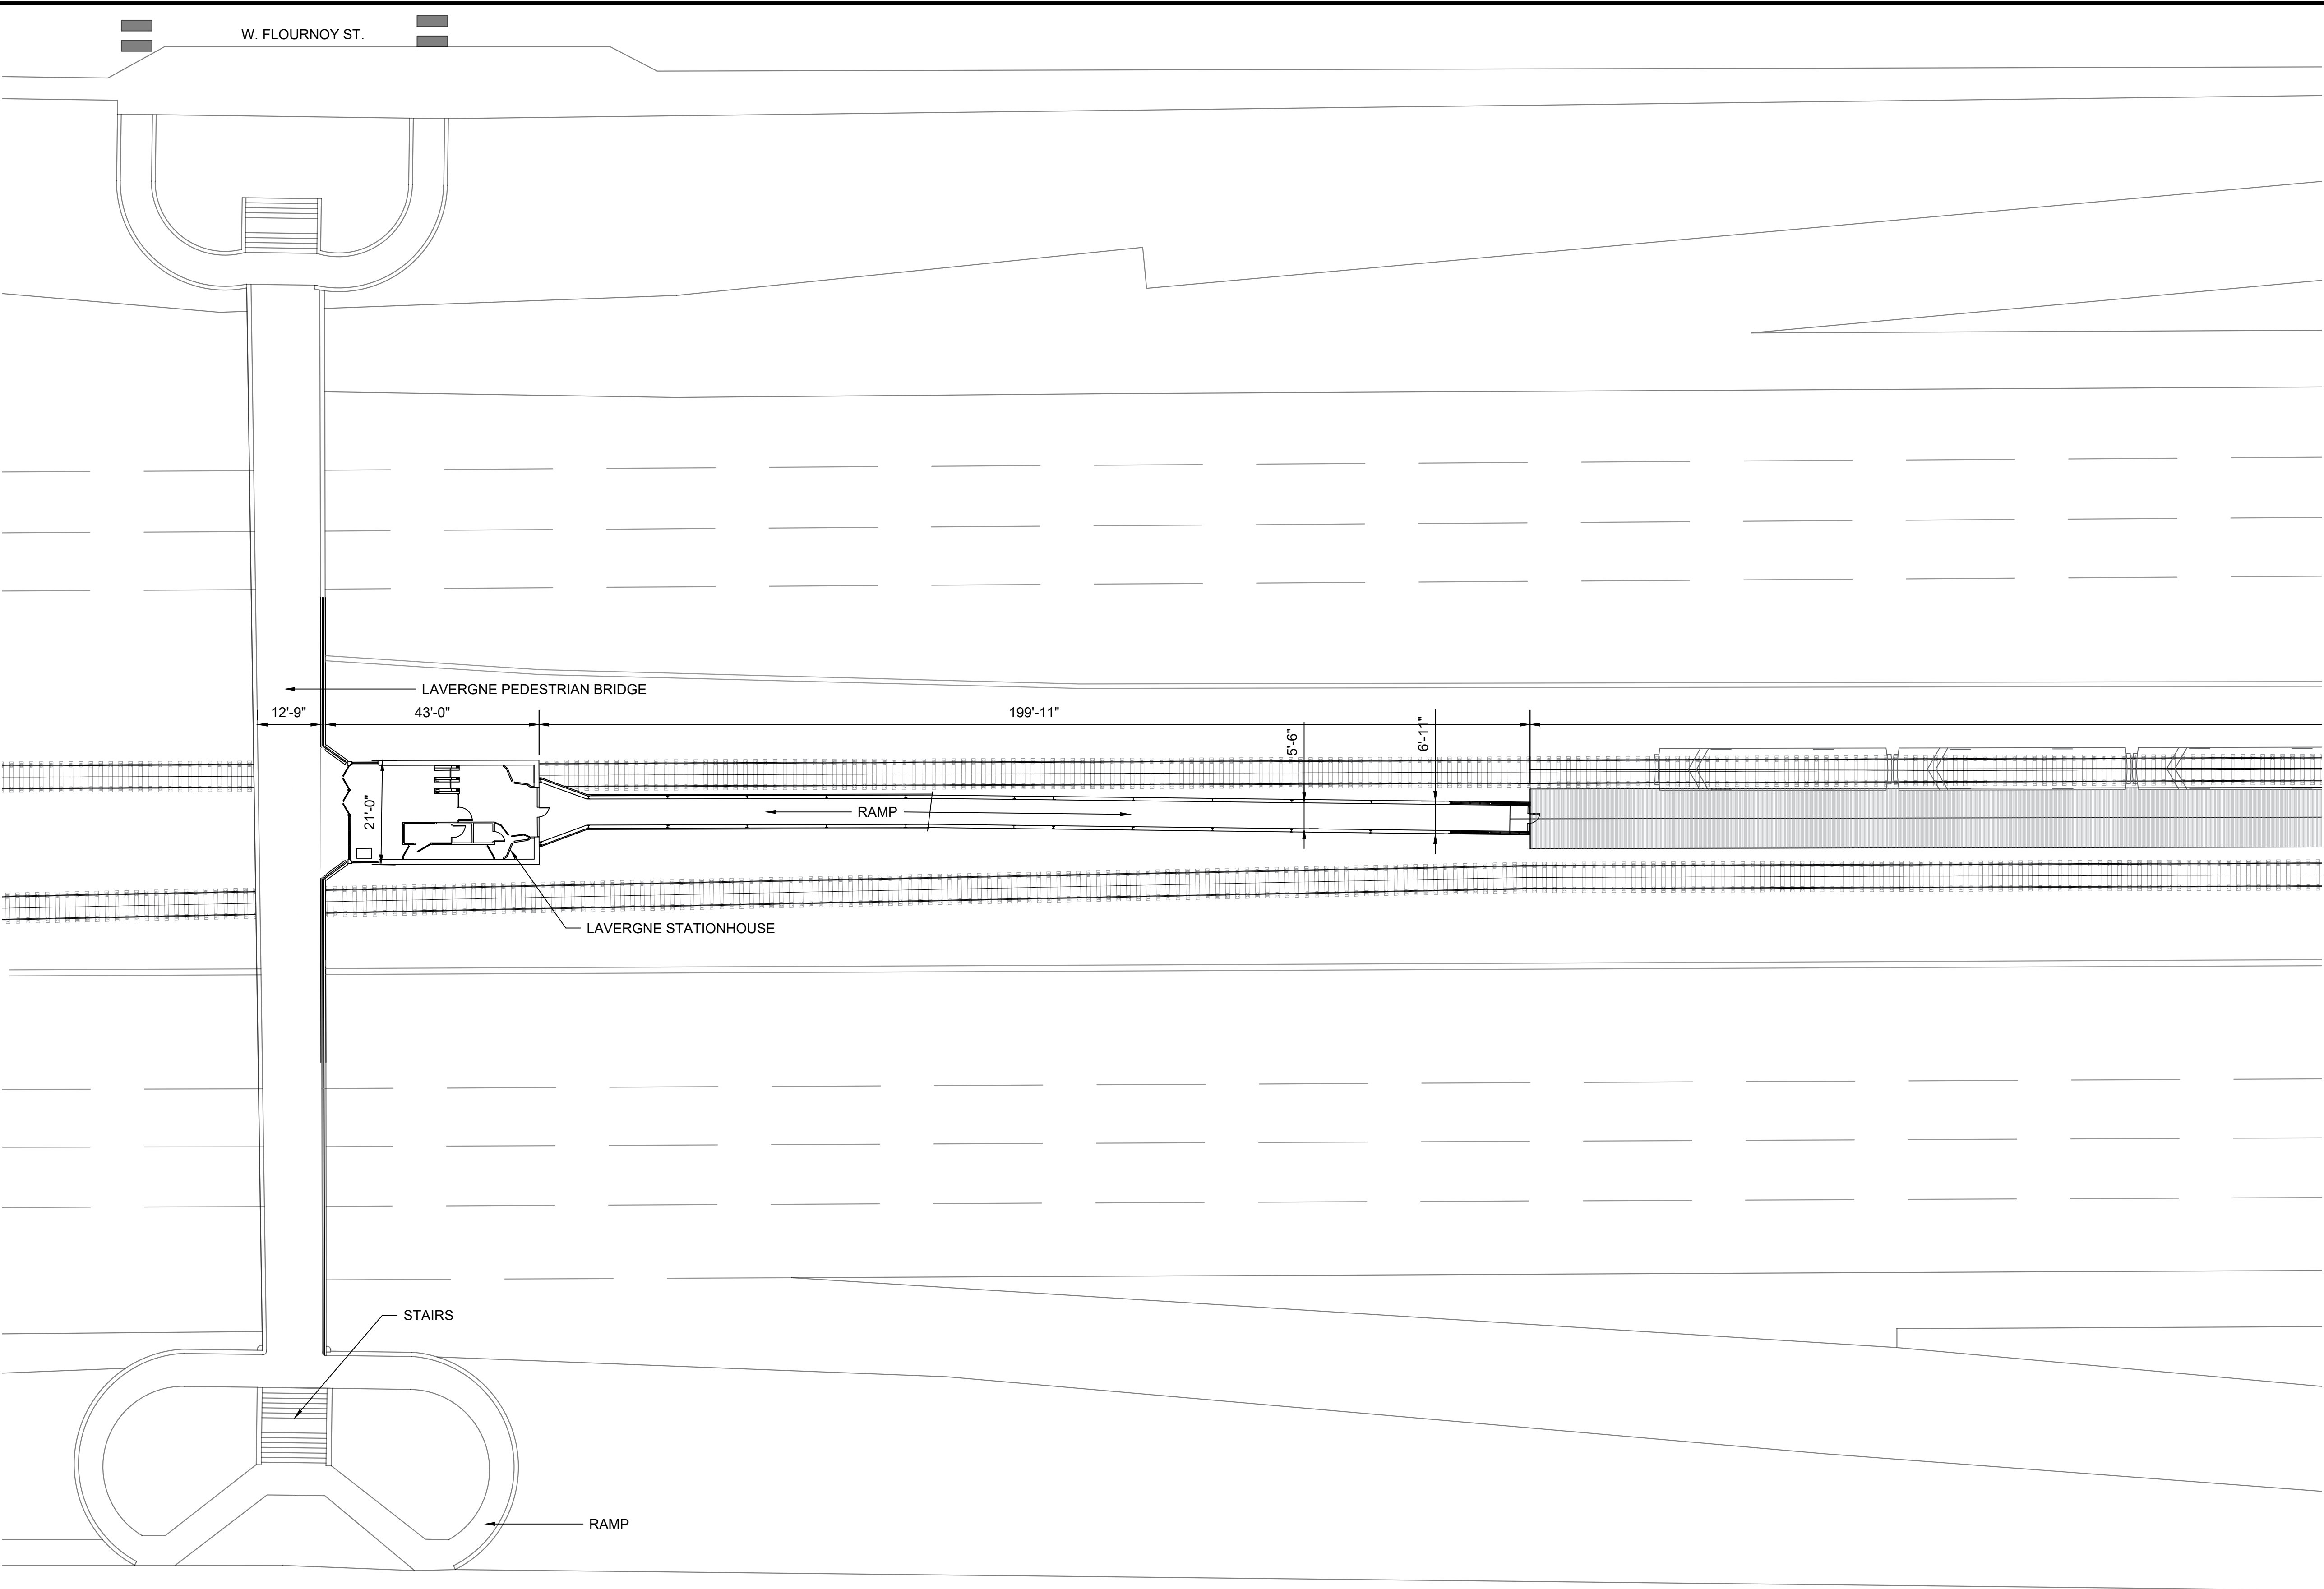 W. FLOURNOY ST.
LAVERGNE PEDESTRIAN BRIDGE
12'-9"
43'-0"
199'-11"
5'-6"
6'-11"
21'-0"
RAMP
LAVERGNE STATIONHOUSE
STAIRS
RAMP